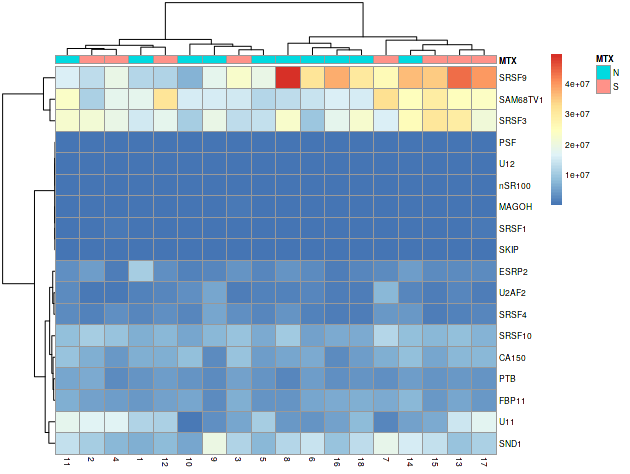 MTX
SRSF9
SAM68TV1
SRSF3
PSF
U12
nSR100
MAGOH
SRSF1
SKIP
ESRP2
U2AF2
SRSF4
SRSF10
CA150
PTB
FBP11
U11
SND1
11 2 4 1 12 10 9 3 5 8 6 16 18 7 14 15 13 17
4e+07
3e+07
2e+07
1e+07
MTX
N
S